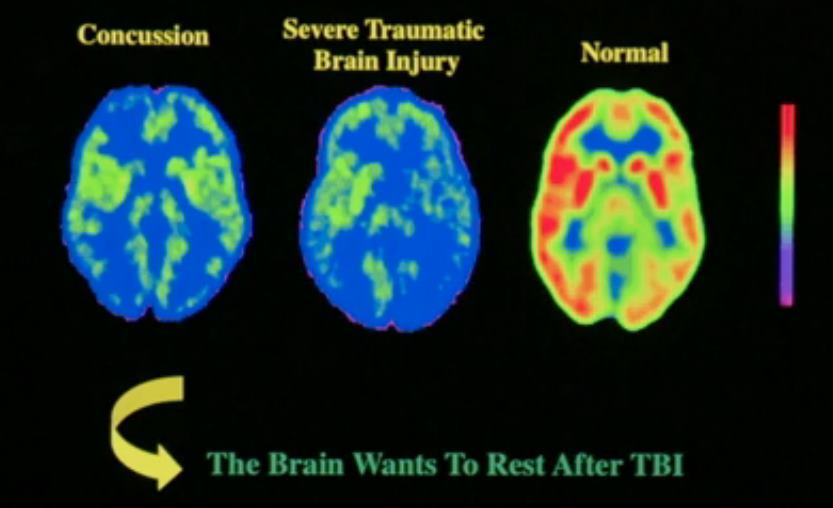 Concussion
Severe Traumatic
Brain Injury
Normal
The Brain Wants To Rest After TBI